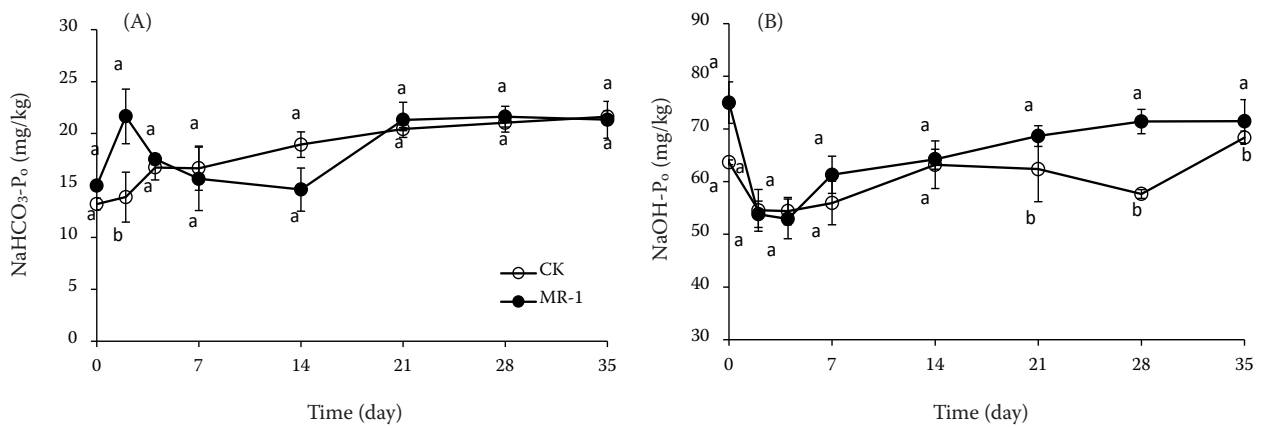 (A)
NaHCO₃-Pₒ (mg/kg)
30
25
20
15
10
5
0
a a a a a a a a
a b a a a a a a
CK
MR-1
0 7 14 21 28 35
Time (day)
(B)
NaOH-Pₒ (mg/kg)
90
80
70
60
50
40
30
a a a a a a a a
a a a a a b b b
0 7 14 21 28 35
Time (day)